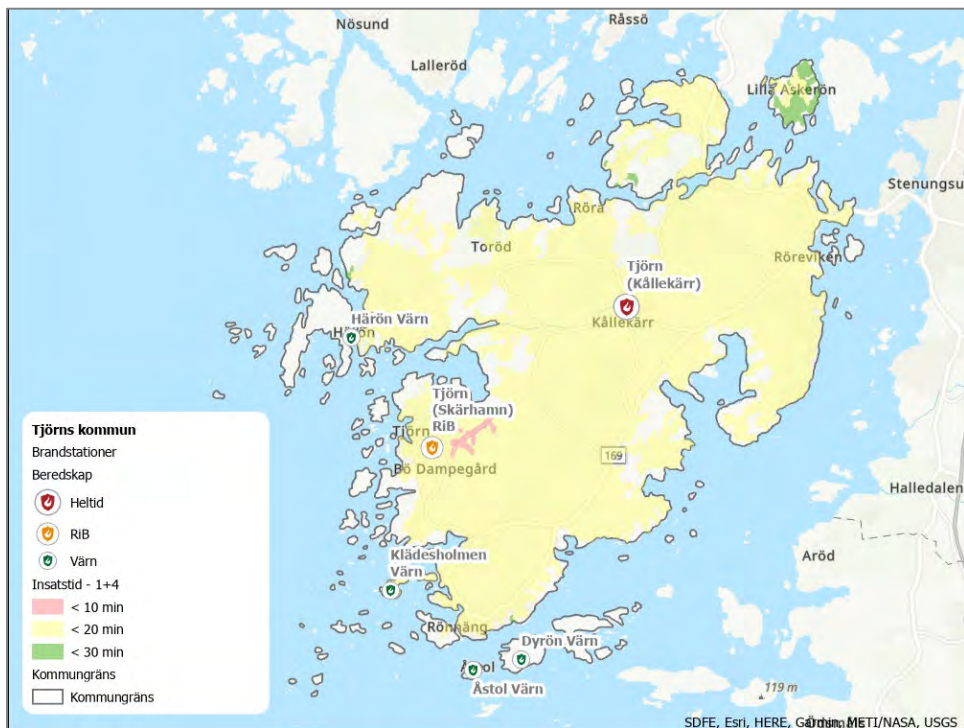 Nösund
Råssö
Lalleröd
Lilla Askerön
Stenungsu
Röra
Toröd
Röreviken
Tjörn
(Kållekärr)
Kållekärr
Härön Värn
Härön
Tjörn
(Skärhamn)
RiB
Tjörn
Bö Dampegård
169
Halledalen
Klädesholmen
Värn
Aröd
Rönnäng
Dyrön Värn
Åstol Värn
119 m
Tjörns kommun
Brandstationer
Beredskap
Heltid
RiB
Värn
Insatstid - 1+4
< 10 min
< 20 min
< 30 min
Kommungräns
Kommungräns
SDFE, Esri, HERE, Garmin, METI/NASA, USGS